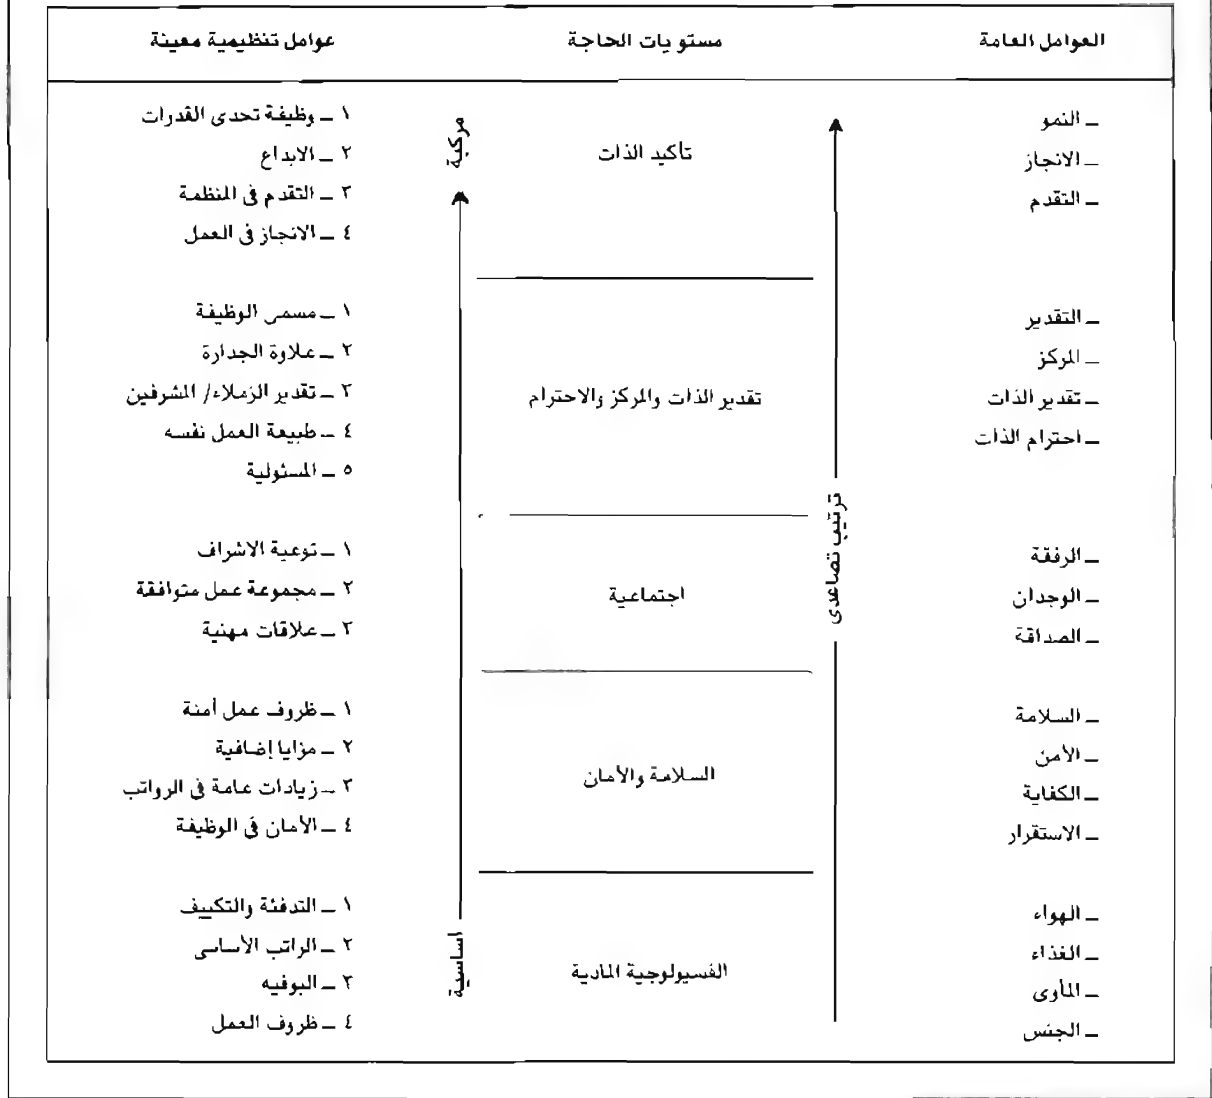 العوامل العامة
مستويات الحاجة
عوامل تنظيمية معينة
ـ النمو
ـ الانجاز
ـ التقدم
تأكيد الذات
مركبة
١ ـ وظيفة تحدى القدرات
٢ ـ الابداع
٣ ـ التقدم فى المنظمة
٤ ـ الانجاز فى العمل
ـ التقدير
ـ المركز
ـ تقدير الذات
ـ احترام الذات
تقدير الذات والمركز والاحترام
١ ـ مسمى الوظيفة
٢ ـ علاوة الجدارة
٣ ـ تقدير الزملاء/ المشرفين
٤ ـ طبيعة العمل نفسه
٥ ـ المسئولية
ترتيب تصاعدى
ـ الرفقة
ـ الوجدان
ـ الصداقة
اجتماعية
١ ـ نوعية الاشراف
٢ ـ مجموعة عمل متوافقة
٣ ـ علاقات مهنية
ـ السلامة
ـ الأمن
ـ الكفاية
ـ الاستقرار
السلامة والأمان
١ ـ ظروف عمل أمنة
٢ ـ مزايا إضافية
٣ ـ زيادات عامة فى الرواتب
٤ ـ الأمان فى الوظيفة
ـ الهواء
ـ الغذاء
ـ المأوى
ـ الجنس
الفسيولوجية المادية
اساسية
١ ـ التدفئة والتكييف
٢ ـ الراتب الأساسى
٣ ـ البوفيه
٤ ـ ظروف العمل